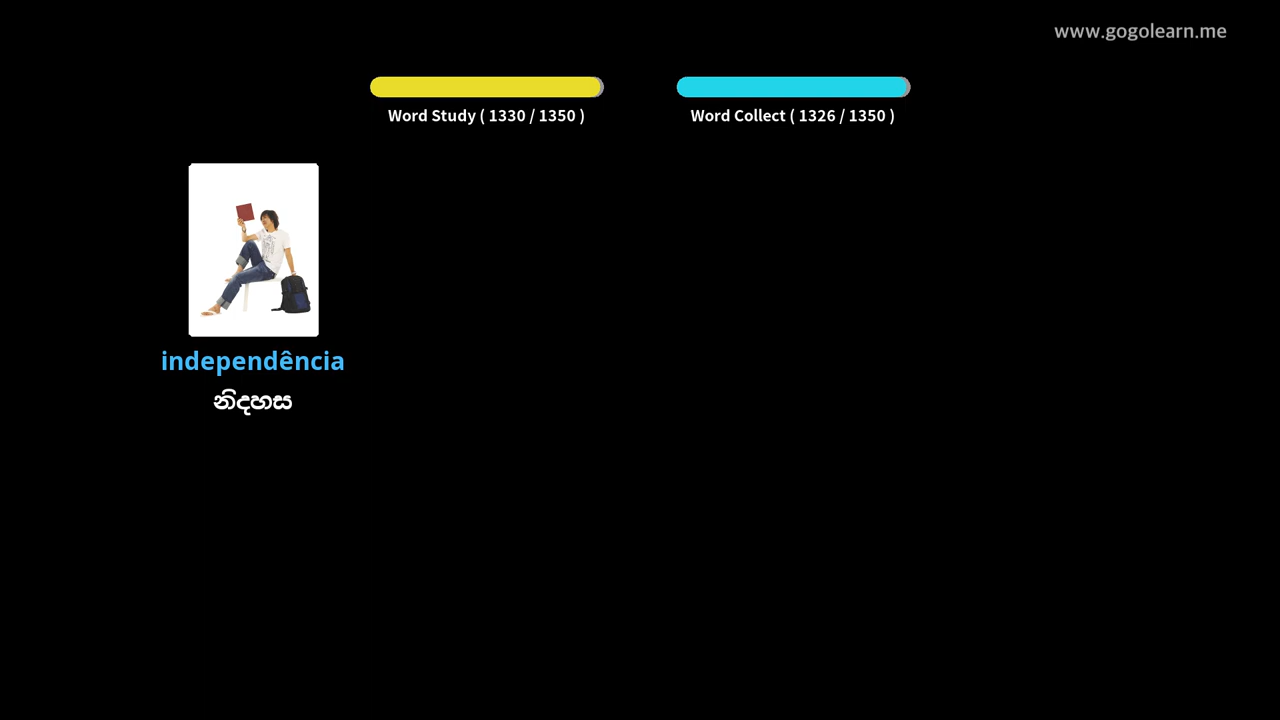 www.gogolearn.me
Word Study ( 1330 / 1350 )
Word Collect ( 1326 / 1350 )
independência
නිදහස